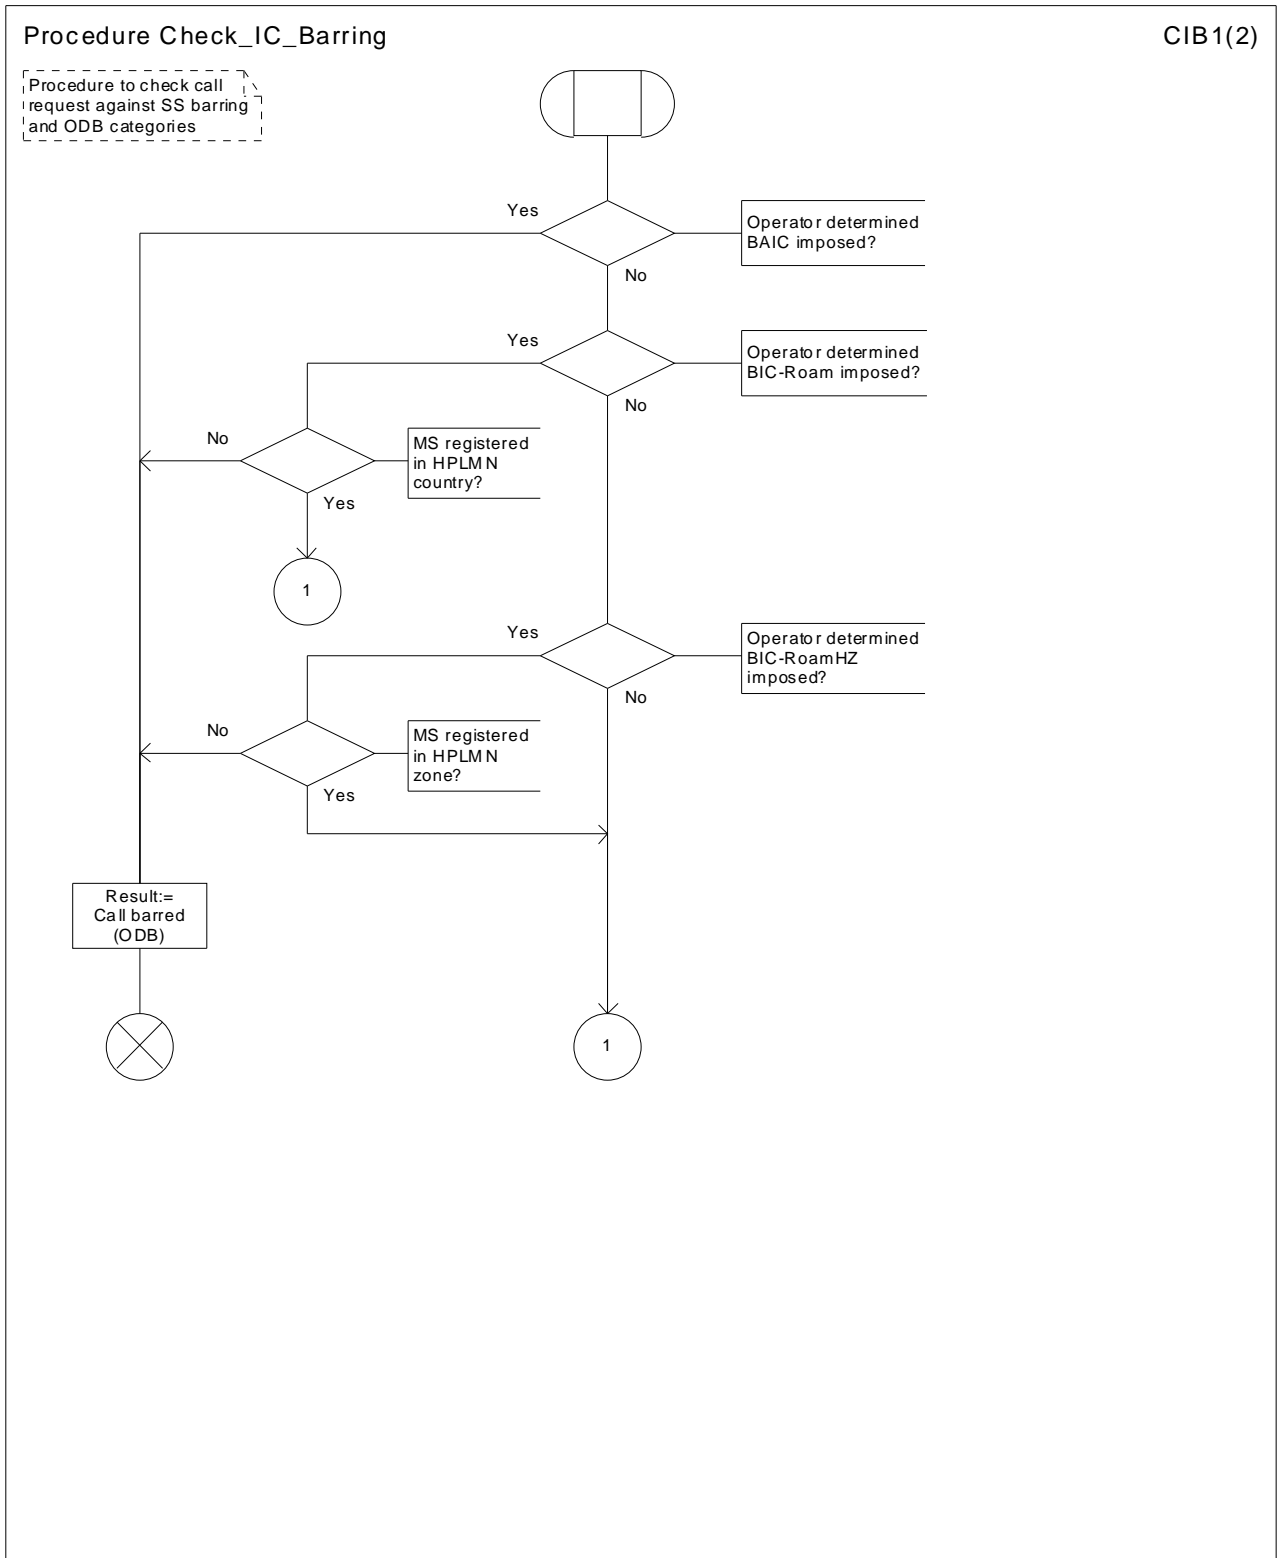 Procedure Check_IC_Barring
CIB1(2)
Procedure to check call
request against SS barring
and ODB categories
Yes
Operator determined
BAIC imposed?
No
Yes
Operator determined
BIC-Roam imposed?
No
No
MS registered
in HPLMN
country?
Yes
1
Yes
Operator determined
BIC-RoamHZ
imposed?
No
No
MS registered
in HPLMN
zone?
Yes
Result:=
Call barred
(ODB)
1